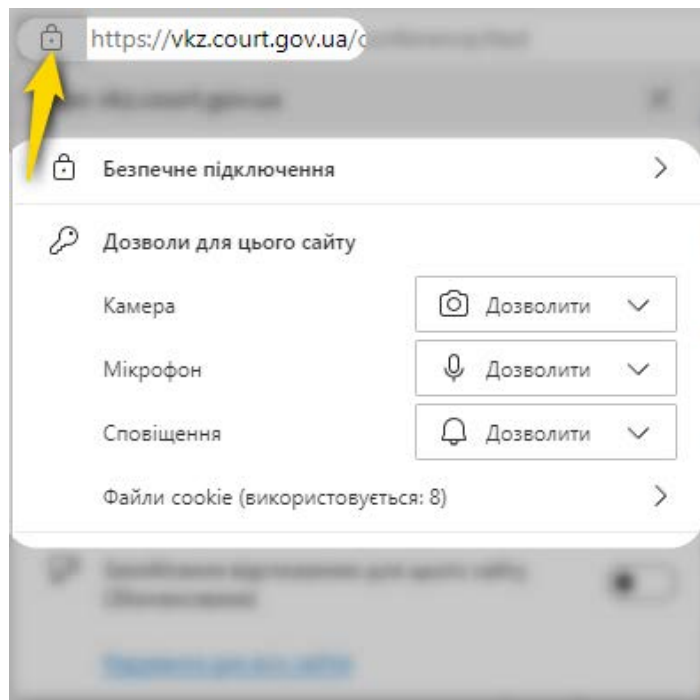 https://vkz.court.gov.ua/
Безпечне підключення
Дозволи для цього сайту
Камера
Дозволити
Мікрофон
Дозволити
Сповіщення
Дозволити
Файли cookie (використовується: 8)